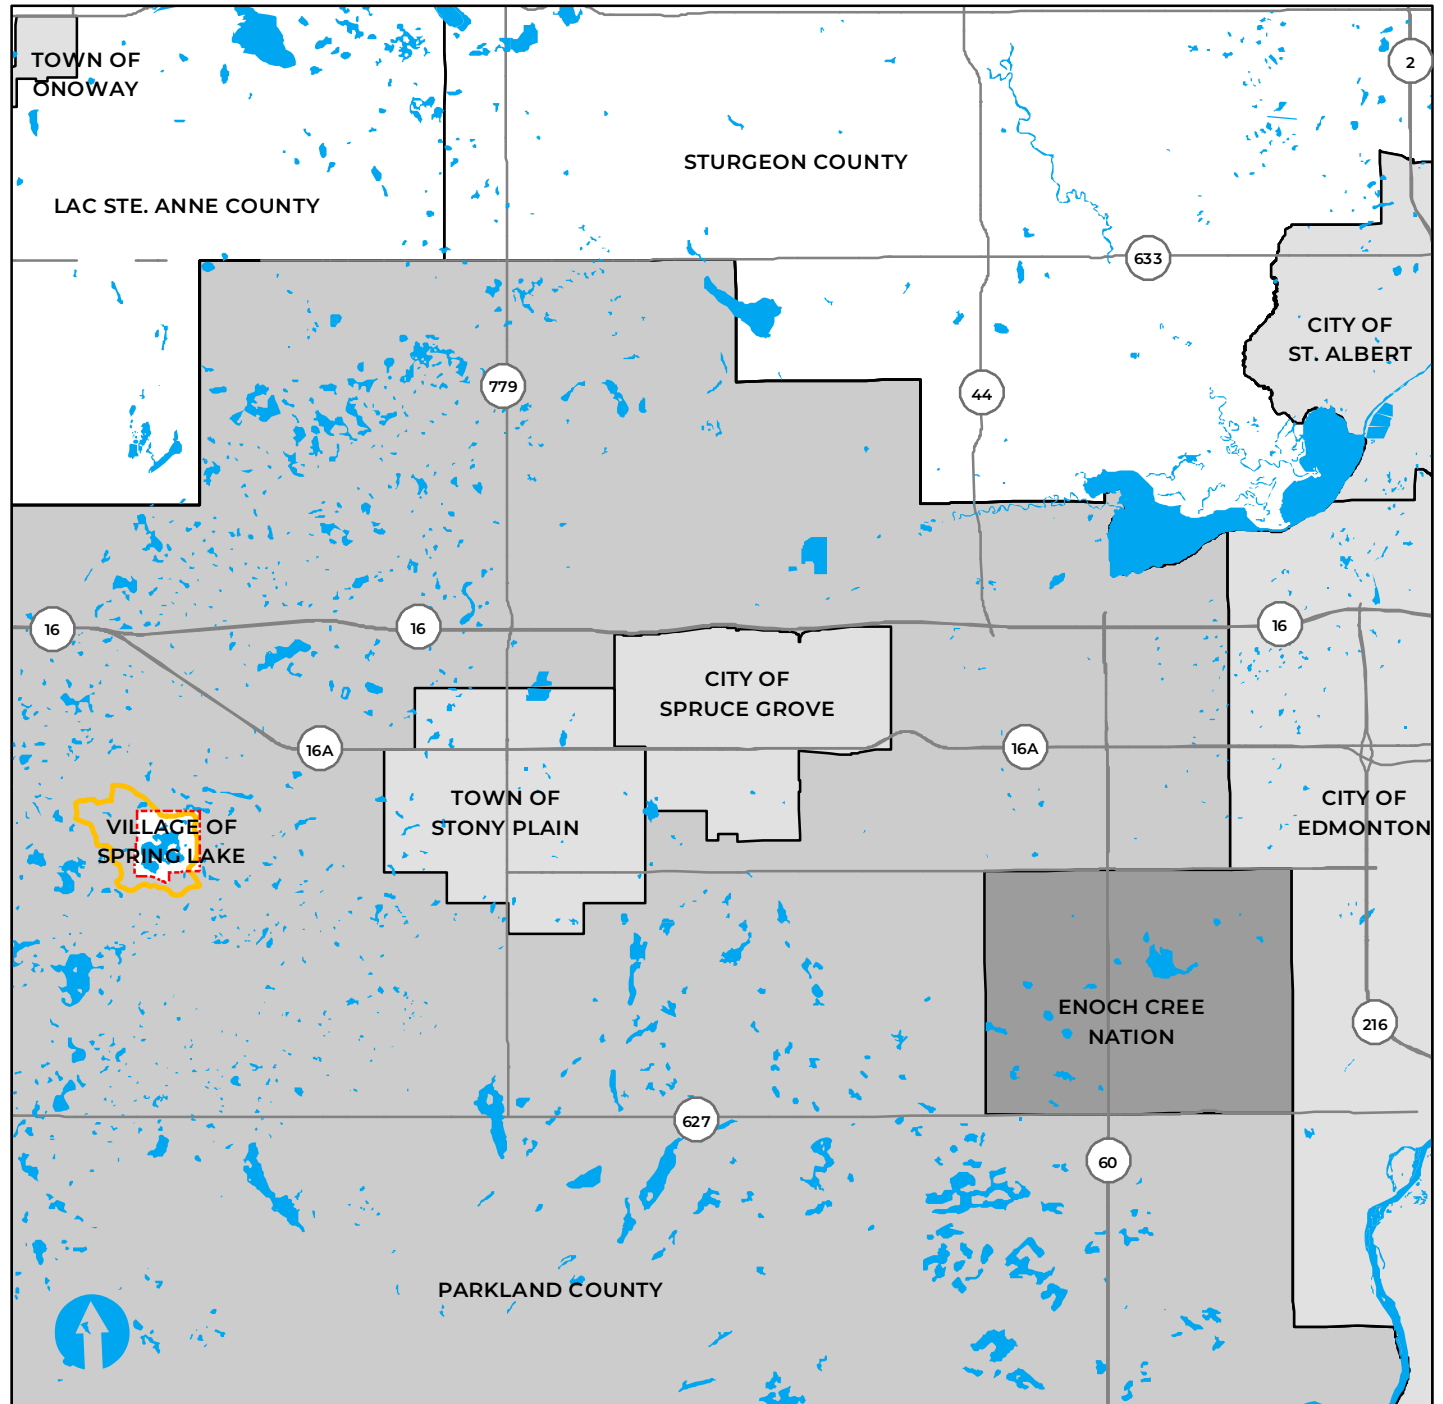 TOWN OF
ONOWAY
2
STURGEON COUNTY
LAC STE. ANNE COUNTY
633
CITY OF
ST. ALBERT
779
44
16
16
16
CITY OF
SPRUCE GROVE
16A
16A
TOWN OF
STONY PLAIN
CITY OF
EDMONTON
VILLAGE OF
SPRING LAKE
ENOCH CREE
NATION
216
627
60
PARKLAND COUNTY